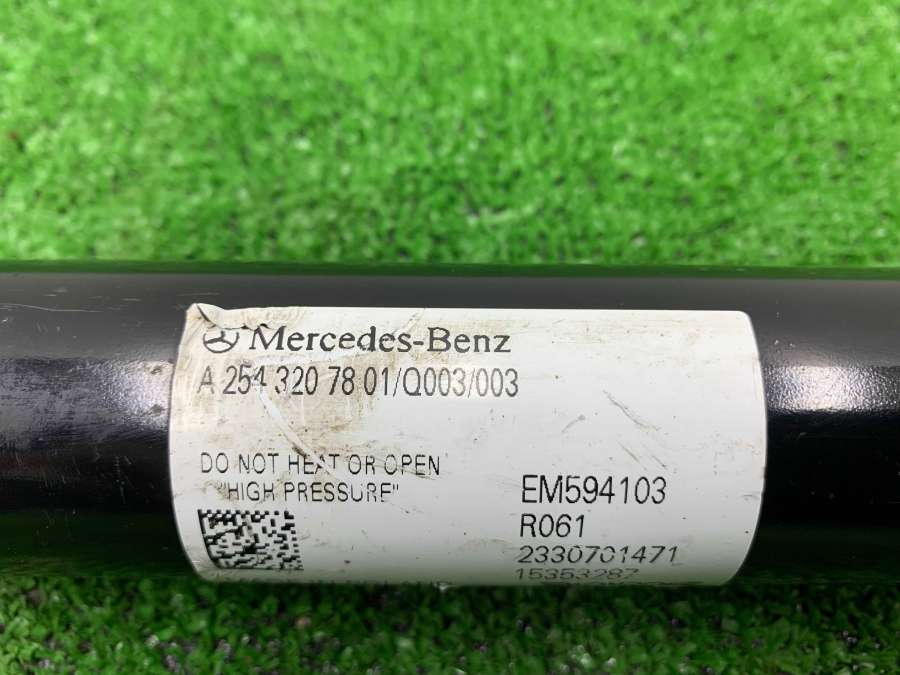 Mercedes-Benz
A 254 320 78 01/Q003/003
DO NOT HEAT OR OPEN
"HIGH PRESSURE"
EM594103
R061
2330701471
15353287